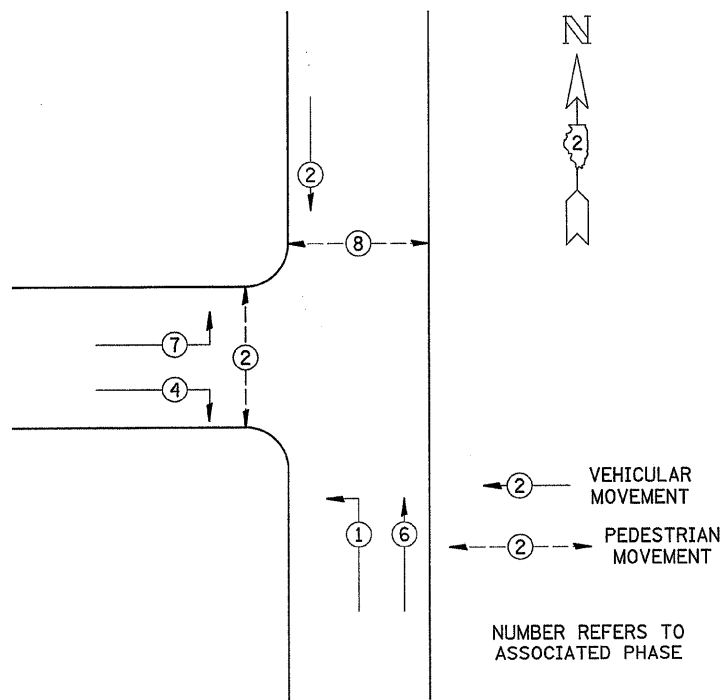 N
2
2
8
7
2
4
1
6
2
VEHICULAR
MOVEMENT
2
PEDESTRIAN
MOVEMENT
NUMBER REFERS TO
ASSOCIATED PHASE